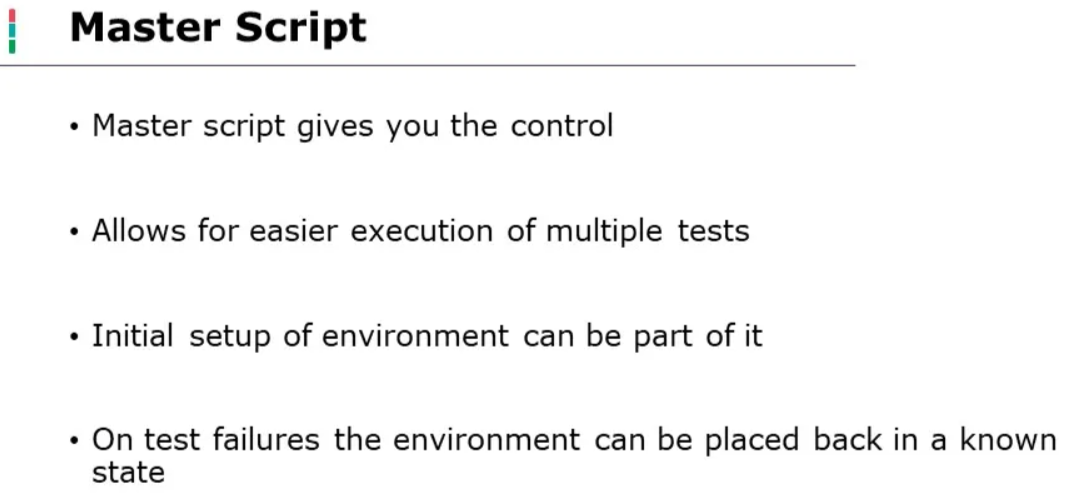 Master Script
• Master script gives you the control
• Allows for easier execution of multiple tests
• Initial setup of environment can be part of it
• On test failures the environment can be placed back in a known
state